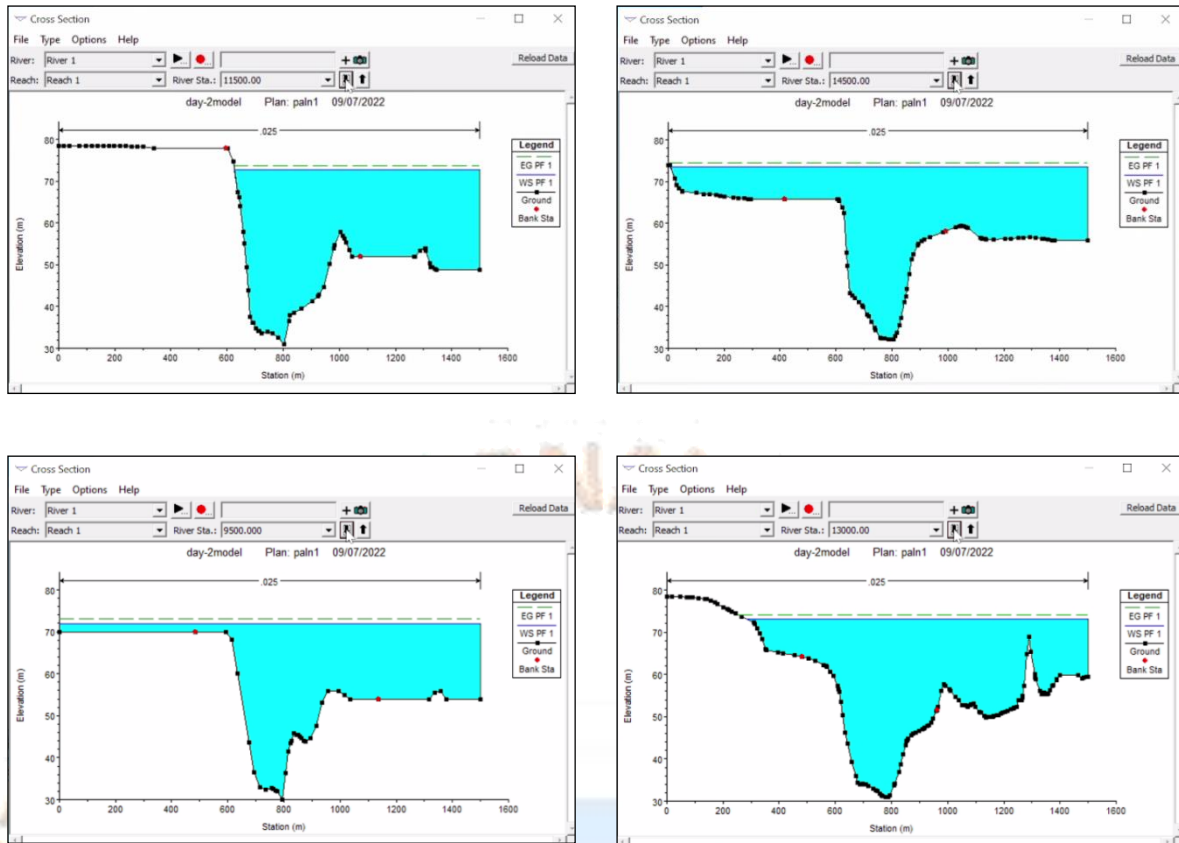 Cross Section
File Type Options Help
River: River 1 Reload Data
Reach: Reach 1 River Sta.: 11500.00
day-2model Plan: paln1 09/07/2022
.025
Legend
EG PF 1
WS PF 1
Ground
Bank Sta
Elevation (m)
80
70
60
50
40
30
0 200 400 600 800 1000 1200 1400 1600
Station (m)
Cross Section
File Type Options Help
River: River 1 Reload Data
Reach: Reach 1 River Sta.: 14500.00
day-2model Plan: paln1 09/07/2022
.025
Legend
EG PF 1
WS PF 1
Ground
Bank Sta
Elevation (m)
80
70
60
50
40
30
0 200 400 600 800 1000 1200 1400 1600
Station (m)
Cross Section
File Type Options Help
River: River 1 Reload Data
Reach: Reach 1 River Sta.: 9500.000
day-2model Plan: paln1 09/07/2022
.025
Legend
EG PF 1
WS PF 1
Ground
Bank Sta
Elevation (m)
80
70
60
50
40
30
0 200 400 600 800 1000 1200 1400 1600
Station (m)
Cross Section
File Type Options Help
River: River 1 Reload Data
Reach: Reach 1 River Sta.: 13000.00
day-2model Plan: paln1 09/07/2022
.025
Legend
EG PF 1
WS PF 1
Ground
Bank Sta
Elevation (m)
80
70
60
50
40
30
0 200 400 600 800 1000 1200 1400 1600
Station (m)